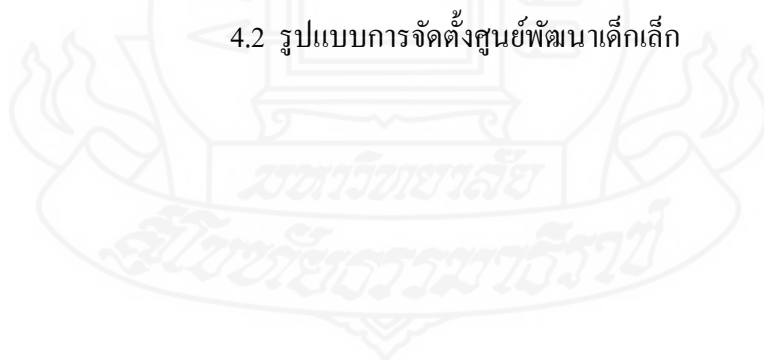 4.2 รูปแบบการจัดตั้งศูนย์พัฒนาเด็กเล็ก
มหาวิทยาลัย
สุโขทัยธรรมาธิราช